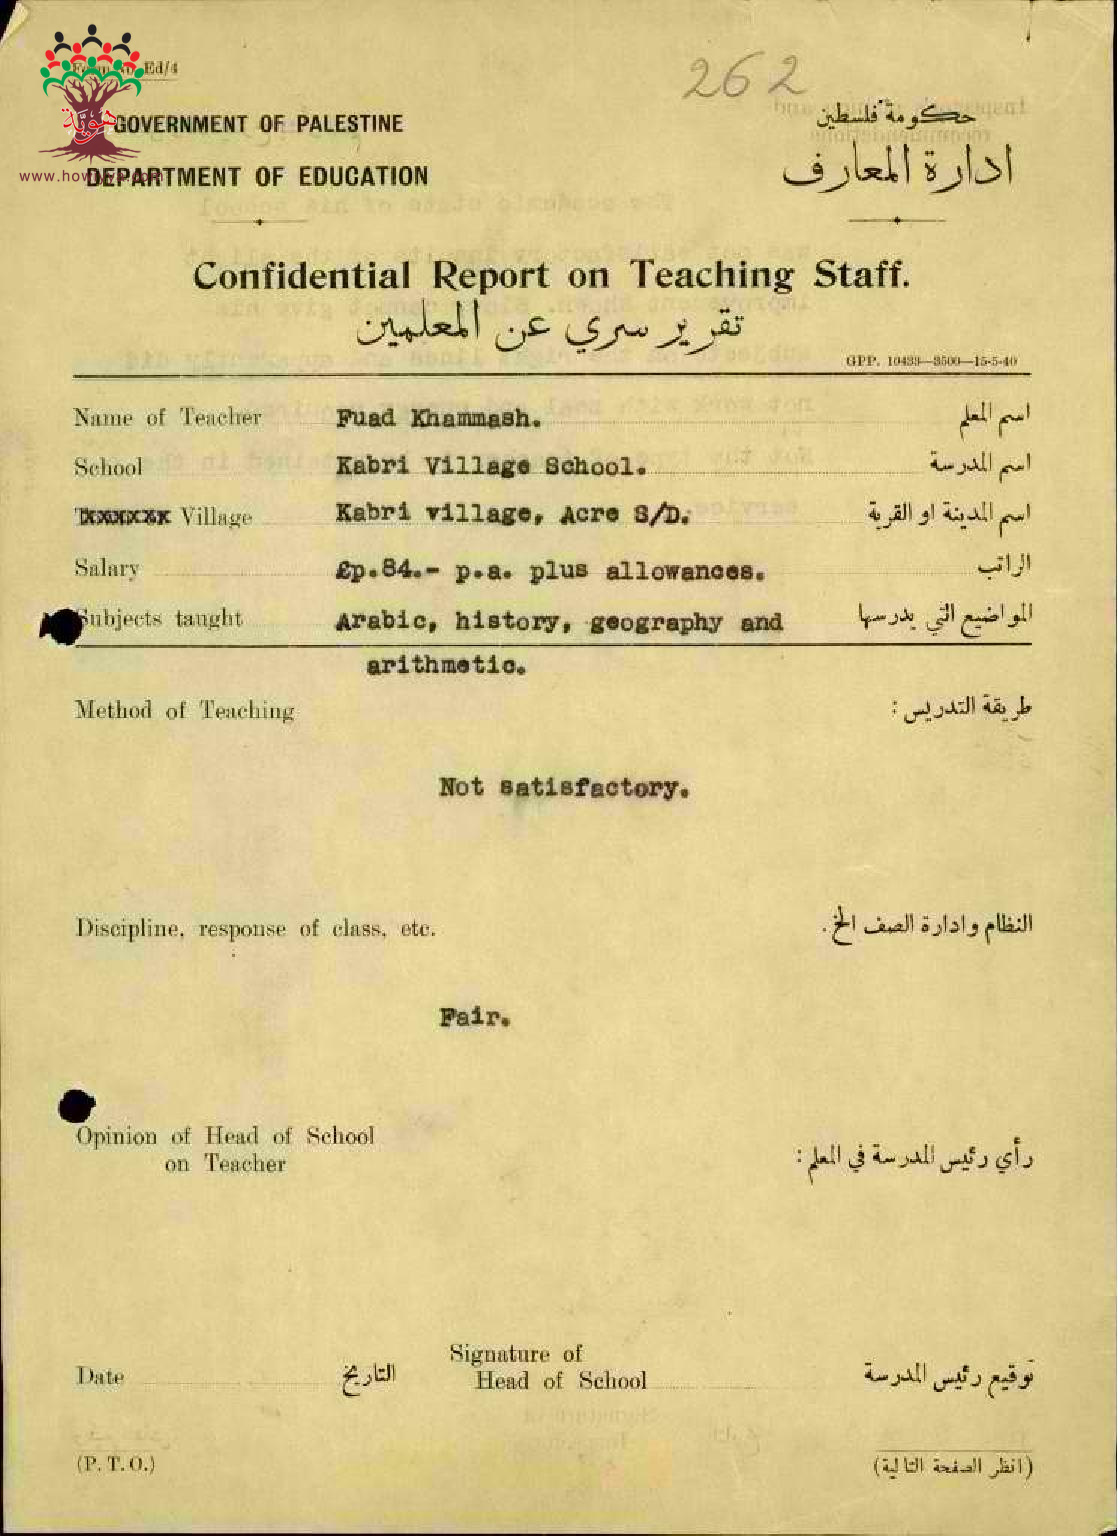 262
Ed/4
هوية
www.howiyya.com
GOVERNMENT OF PALESTINE
حكومة فلسطين
DEPARTMENT OF EDUCATION
ادارة المعارف
Confidential Report on Teaching Staff.
تقرير سري عن المعلمين
GPP. 10433—3500—15-5-40
Name of Teacher Fuad Khammash. اسم المعلم
School Kabri Village School. اسم المدرسة
Village Kabri village, Acre S/D. اسم المدينة او القرية
Salary £p.84.- p.a. plus allowances. الراتب
Subjects taught Arabic, history, geography and المواضيع التي يدرسها
arithmetic.
Method of Teaching طريقة التدريس :
Not satisfactory.
Discipline, response of class, etc. النظام وادارة الصف الخ .
Fair.
Opinion of Head of School
on Teacher رأي رئيس المدرسة في المعلم :
Signature of
Date التاريخ Head of School توقيع رئيس المدرسة
(P. T. O.) (انظر الصفحة التالية)